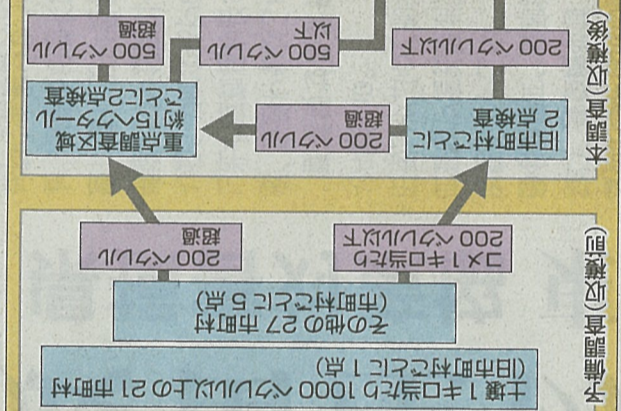 予備調査(収穫前)
土壌1キロ当たり1000ベクレル以上の21市町村
(旧市町村ごとに1点)
その他の27市町村
(市町村ごとに5点)
コメ1キロ当たり
200ベクレル以下
200ベクレル
超過
本調査(収穫後)
旧市町村ごとに
2点検査
200ベクレル
超過
重点調査区域
約15ヘクタール
ごとに2点検査
200ベクレル以下
500ベクレル
以下
500ベクレル
超過